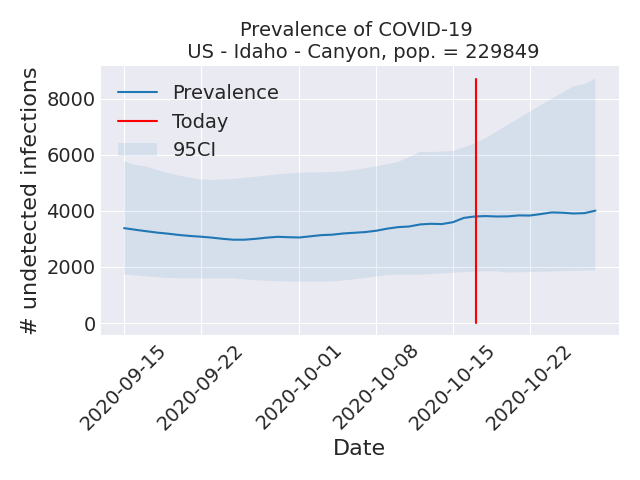 Prevalence of COVID-19
US - Idaho - Canyon, pop. = 229849
# undetected infections
8000
6000
4000
2000
0
Prevalence
Today
95CI
2020-09-15
2020-09-22
2020-10-01
2020-10-08
2020-10-15
2020-10-22
Date